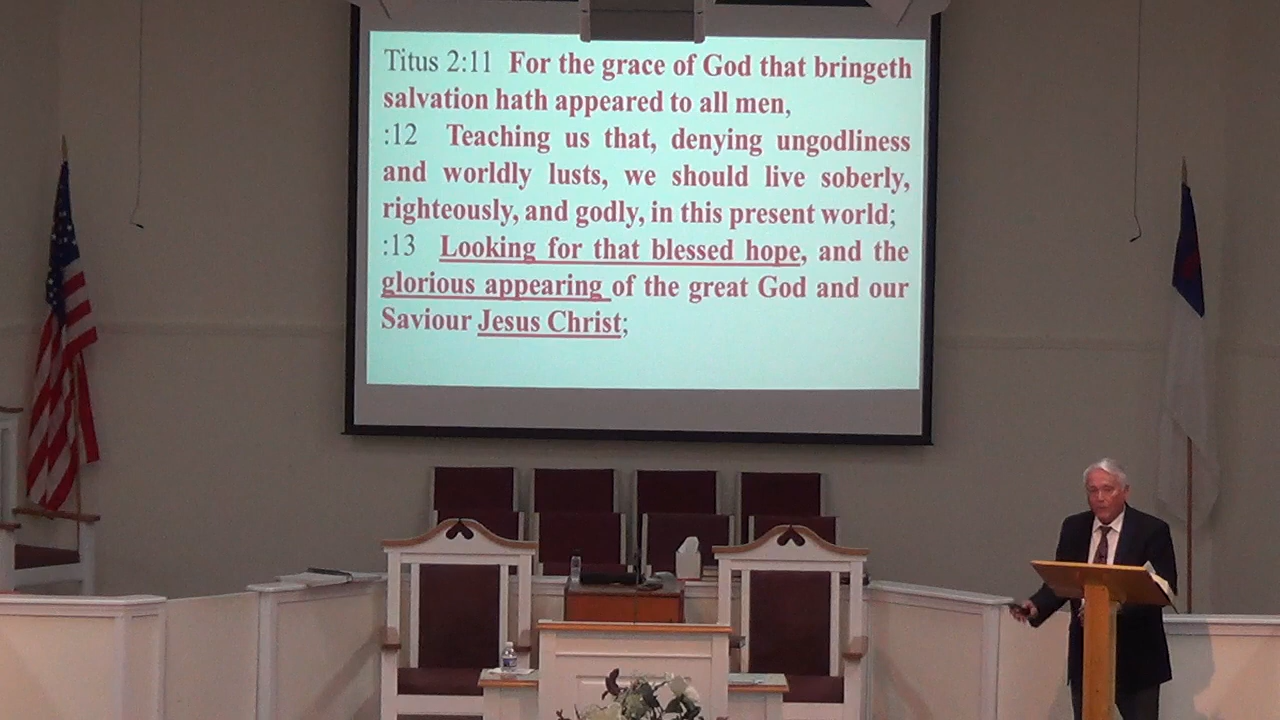 Titus 2:11 For the grace of God that bringeth
salvation hath appeared to all men,
:12 Teaching us that, denying ungodliness
and worldly lusts, we should live soberly,
righteously, and godly, in this present world;
:13 Looking for that blessed hope, and the
glorious appearing of the great God and our
Saviour Jesus Christ;